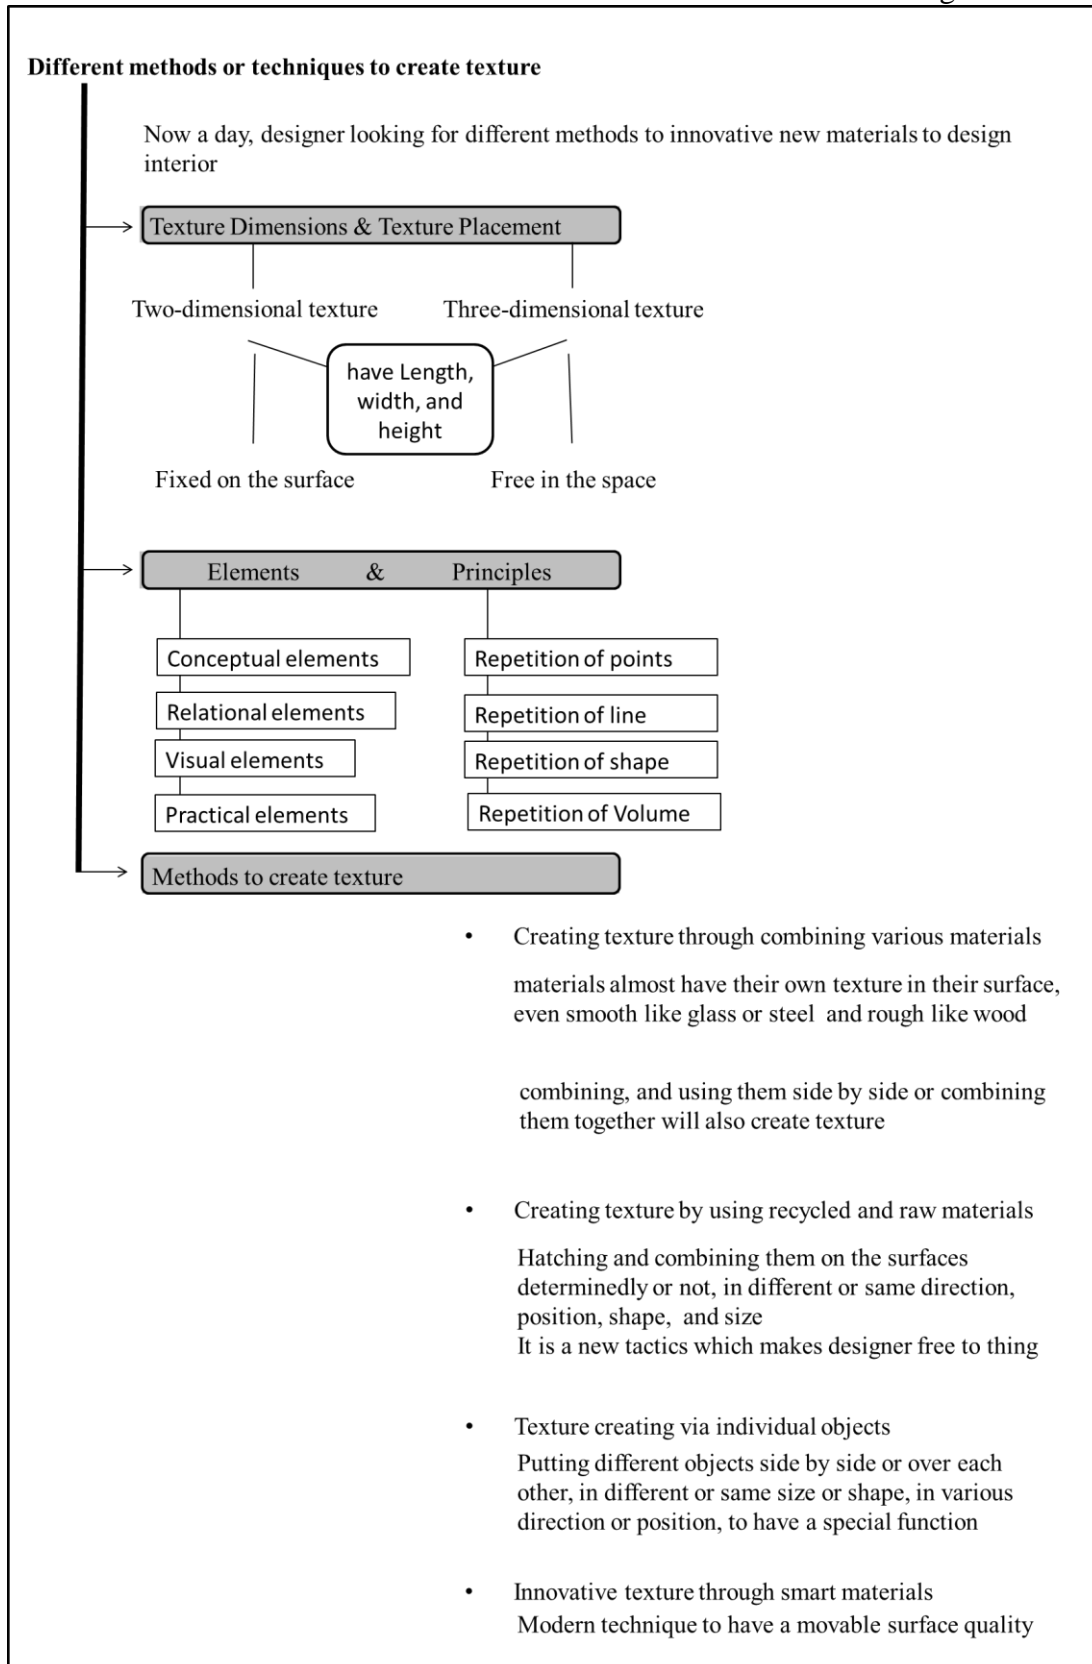 Different methods or techniques to create texture
Now a day, designer looking for different methods to innovative new materials to design
interior
Texture Dimensions & Texture Placement
Two-dimensional texture
Three-dimensional texture
have Length,
width, and
height
Fixed on the surface
Free in the space
Elements & Principles
Conceptual elements
Relational elements
Visual elements
Practical elements
Repetition of points
Repetition of line
Repetition of shape
Repetition of Volume
Methods to create texture
• Creating texture through combining various materials
materials almost have their own texture in their surface,
even smooth like glass or steel and rough like wood
combining, and using them side by side or combining
them together will also create texture
• Creating texture by using recycled and raw materials
Hatching and combining them on the surfaces
determinedly or not, in different or same direction,
position, shape, and size
It is a new tactics which makes designer free to thing
• Texture creating via individual objects
Putting different objects side by side or over each
other, in different or same size or shape, in various
direction or position, to have a special function
• Innovative texture through smart materials
Modern technique to have a movable surface quality